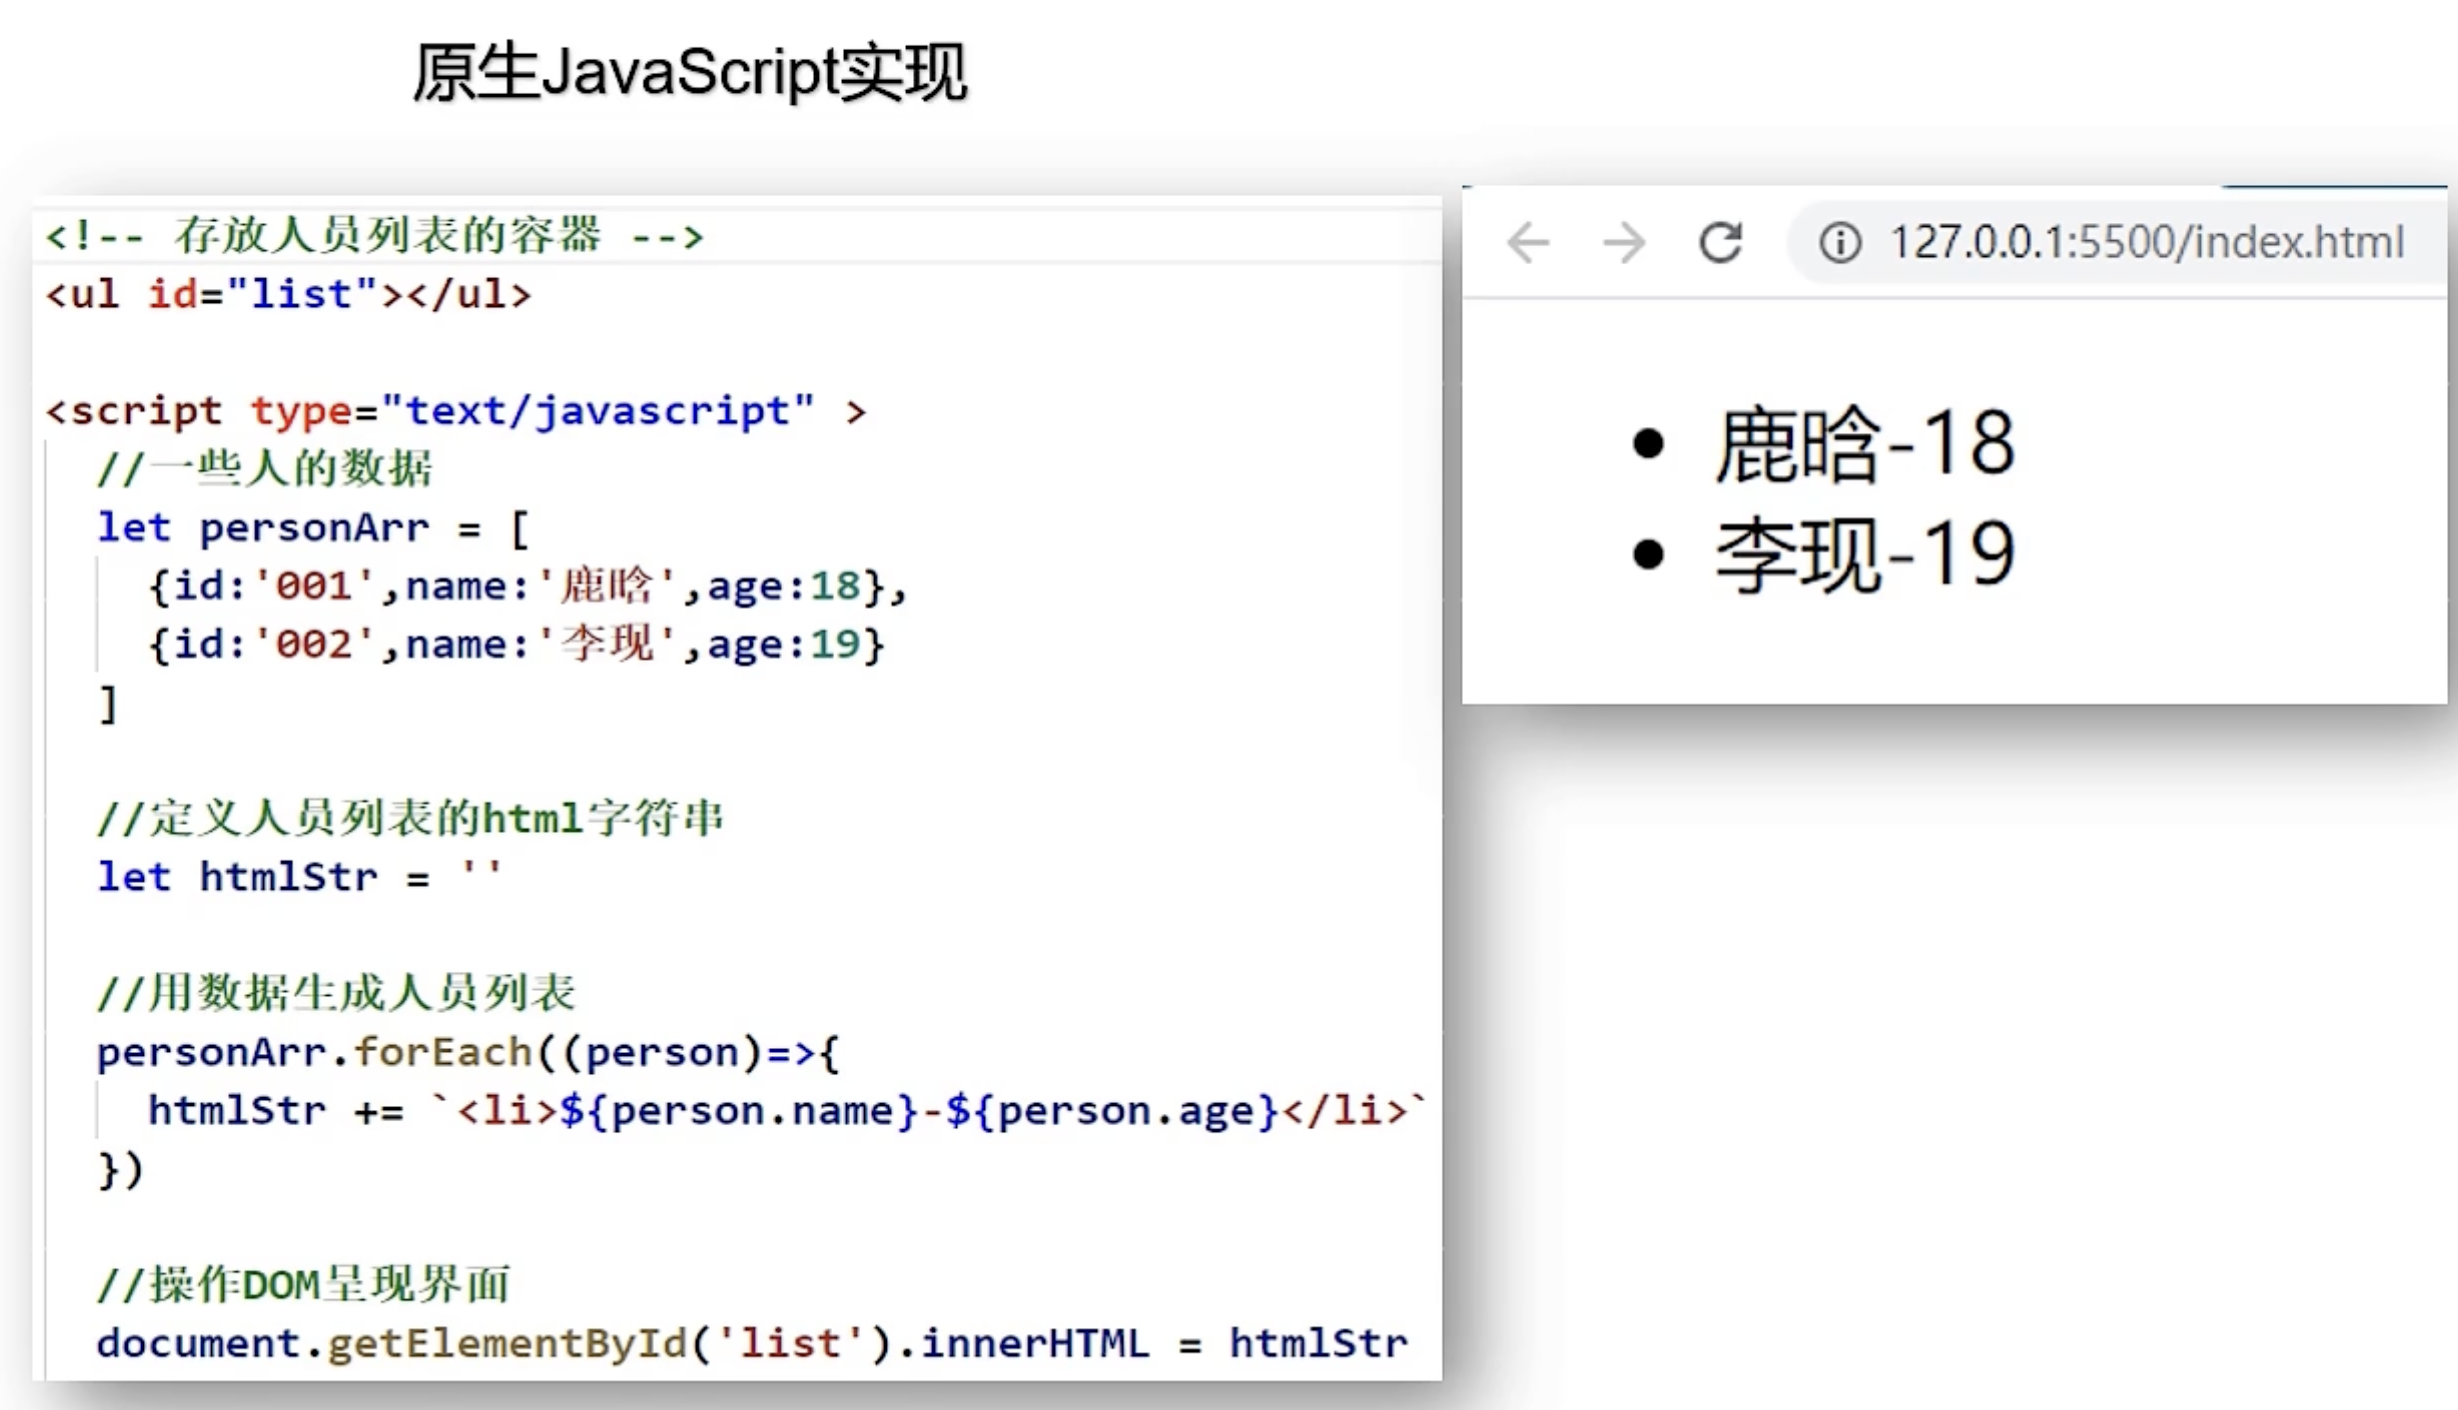 原生JavaScript实现
<!-- 存放人员列表的容器 -->
<ul id="list"></ul>
<script type="text/javascript" >
//一些人的数据
let personArr = [
{id:'001',name:'鹿晗',age:18},
{id:'002',name:'李现',age:19}
]
//定义人员列表的html字符串
let htmlStr = ''
//用数据生成人员列表
personArr.forEach((person)=>{
htmlStr += `<li>${person.name}-${person.age}</li>`
})
//操作DOM呈现界面
document.getElementById('list').innerHTML = htmlStr
127.0.0.1:5500/index.html
• 鹿晗-18
• 李现-19